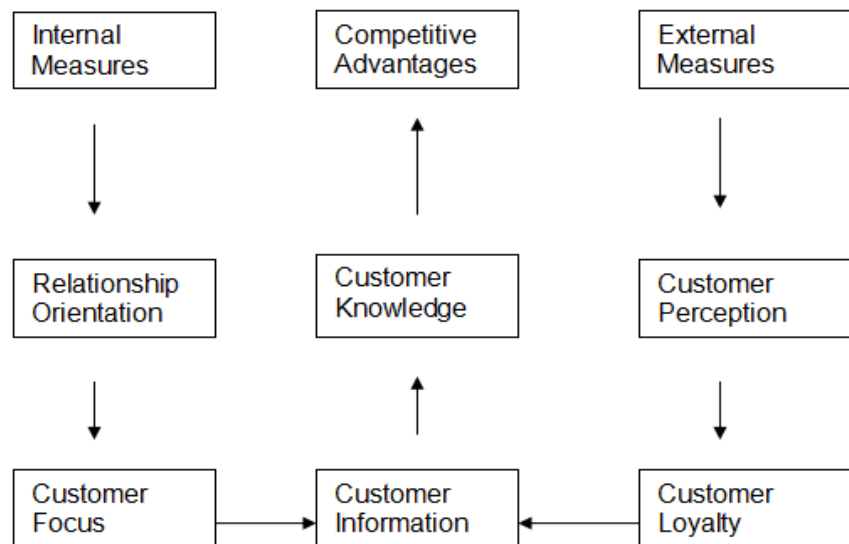 Internal
Measures
Competitive
Advantages
External
Measures
Relationship
Orientation
Customer
Knowledge
Customer
Perception
Customer
Focus
Customer
Information
Customer
Loyalty